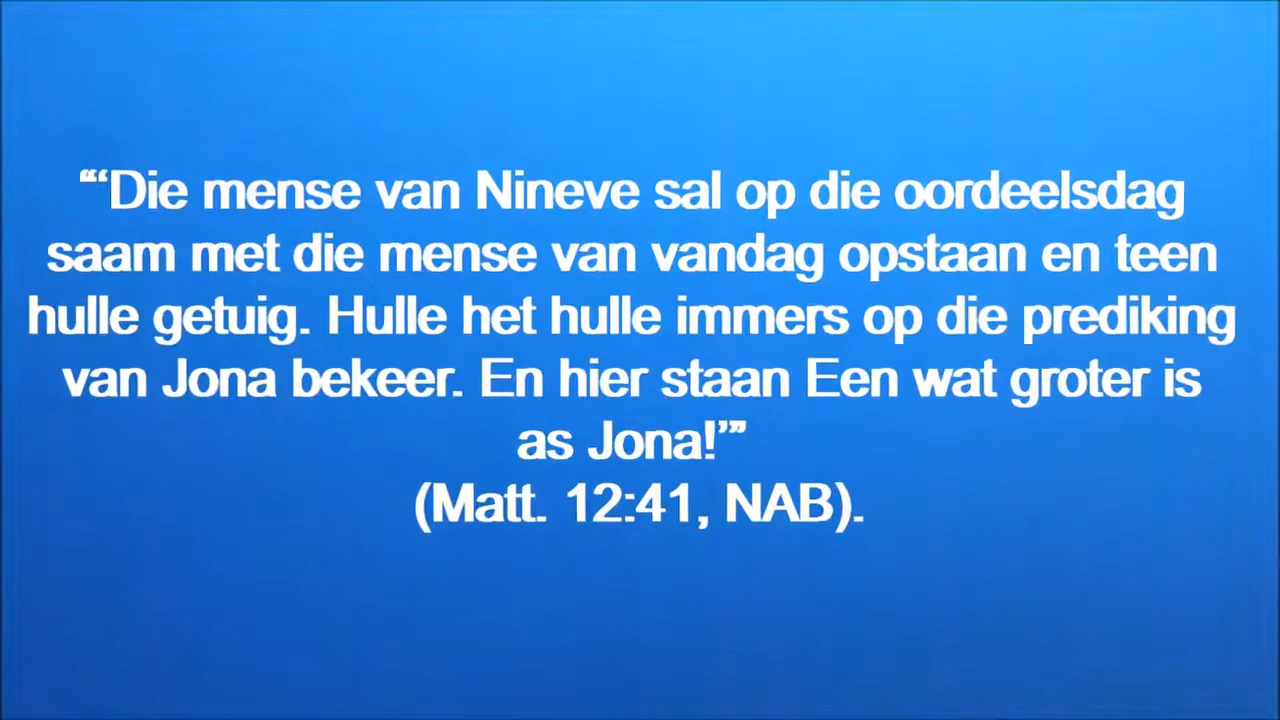 “‘Die mense van Nineve sal op die oordeelsdag
saam met die mense van vandag opstaan en teen
hulle getuig. Hulle het hulle immers op die prediking
van Jona bekeer. En hier staan Een wat groter is
as Jona!’”
(Matt. 12:41, NAB).